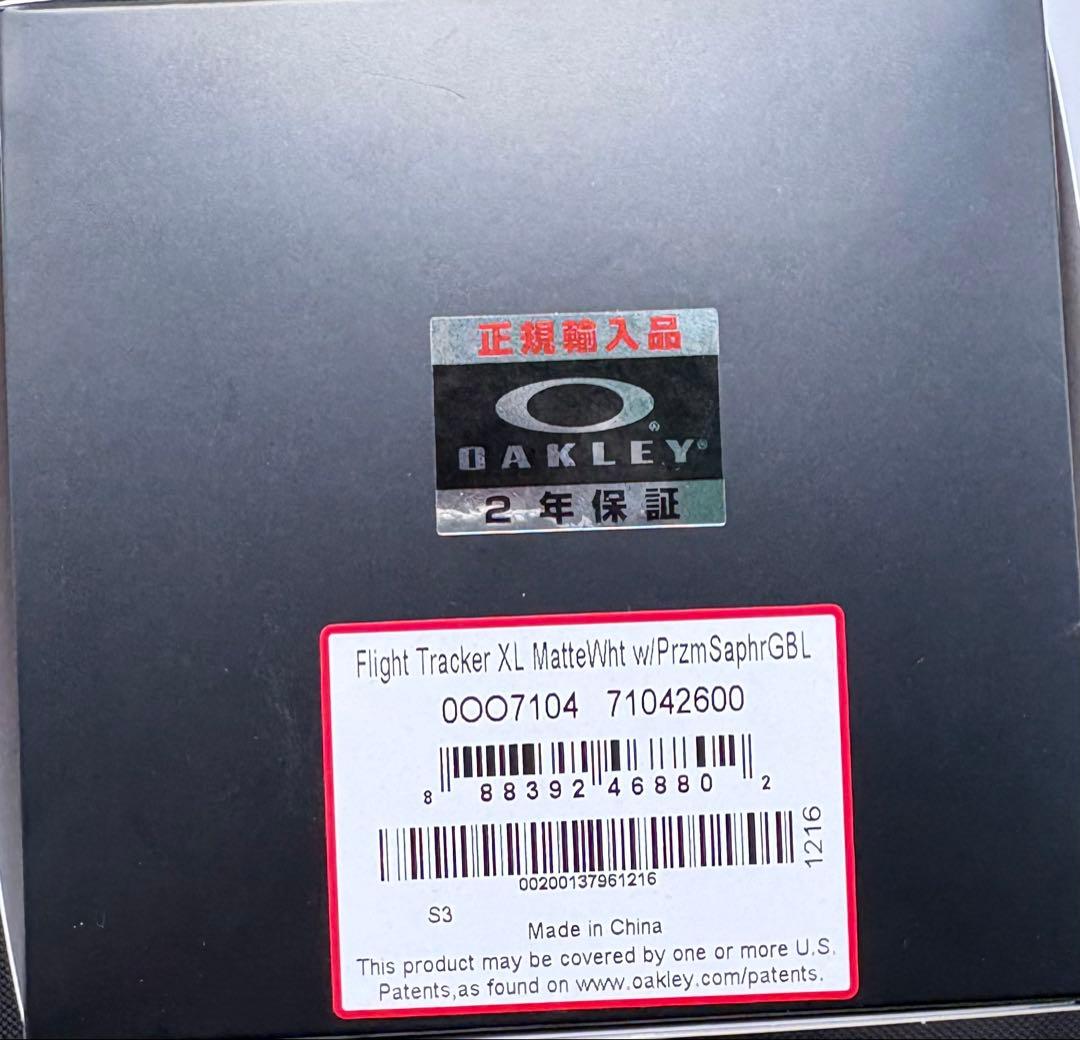 正規輸入品
OAKLEY®
2年保証
Flight Tracker XL MatteWht w/PrzmSaphrGBL
0OO7104 71042600
8 88392 46880 2
1216
00200137961216
S3
Made in China
This product may be covered by one or more U.S.
Patents,as found on www.oakley.com/patents.